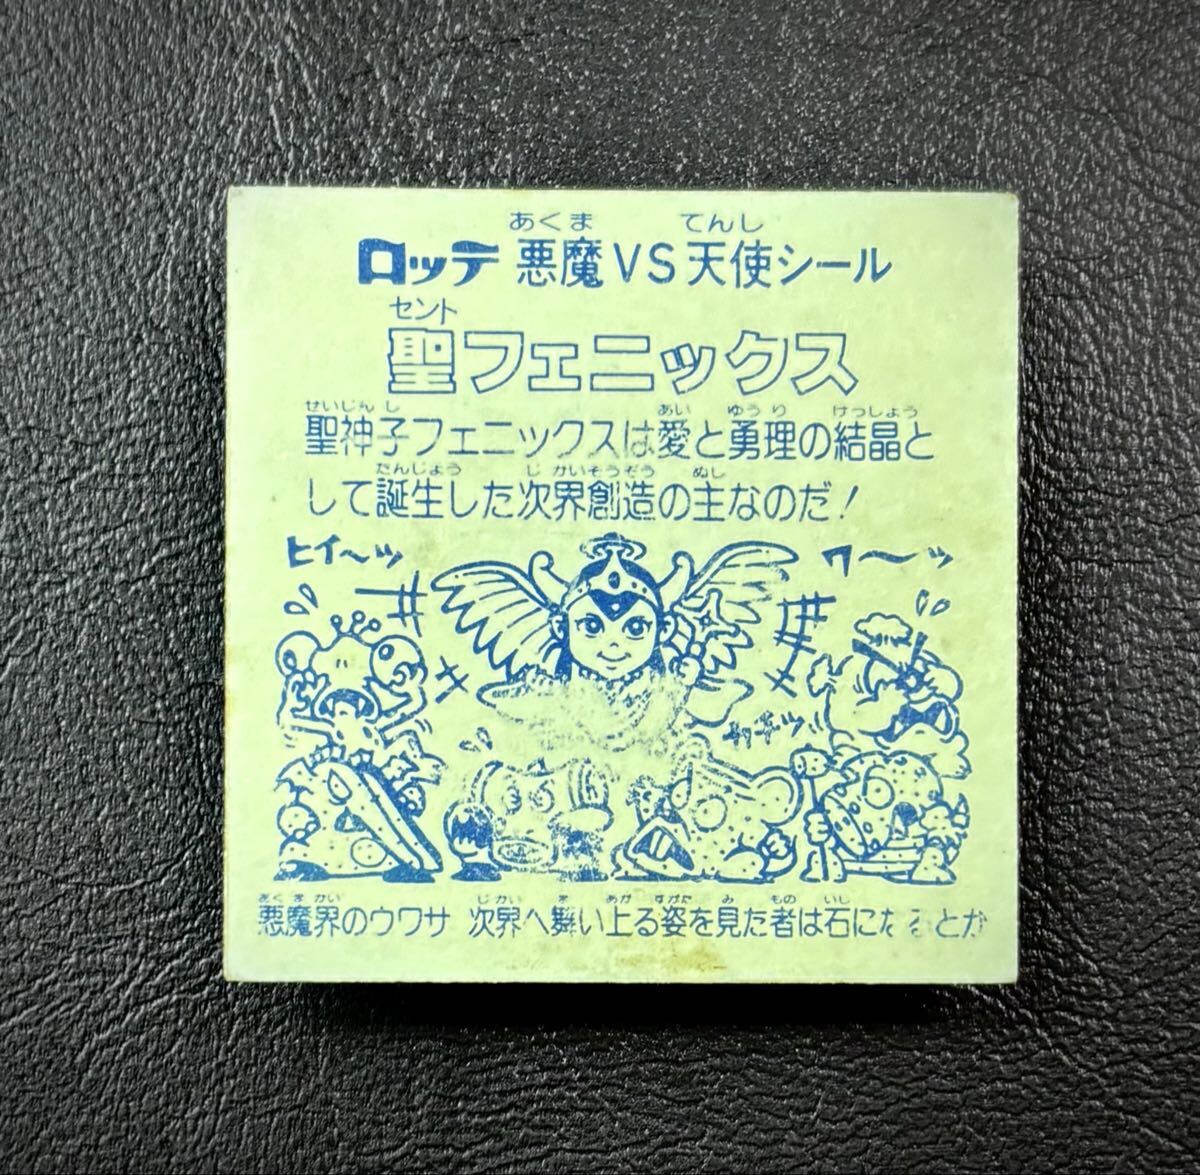 あくま てんし
ロッテ 悪魔VS天使シール
セント
聖フェニックス
せいじん し あい ゆうり けっしょう
聖神子フェニックスは愛と勇理の結晶と
たんじょう じ かいそうぞう ぬし
して誕生した次界創造の主なのだ!
ヒイ〜ッ ワ〜〜ッ
あくまかい じかい ま あが すがた み もの いし
悪魔界のウワサ 次界へ舞い上る姿を見た者は石になるとか